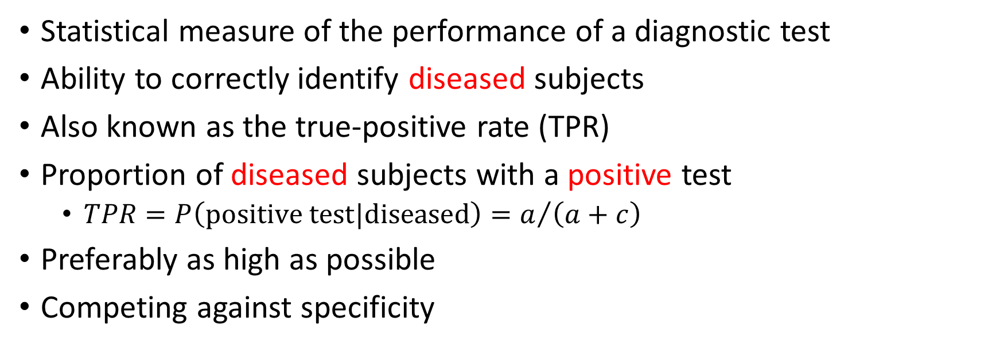 • Statistical measure of the performance of a diagnostic test
• Ability to correctly identify diseased subjects
• Also known as the true-positive rate (TPR)
• Proportion of diseased subjects with a positive test
• TPR = P(positive test|diseased) = a/(a + c)
• Preferably as high as possible
• Competing against specificity